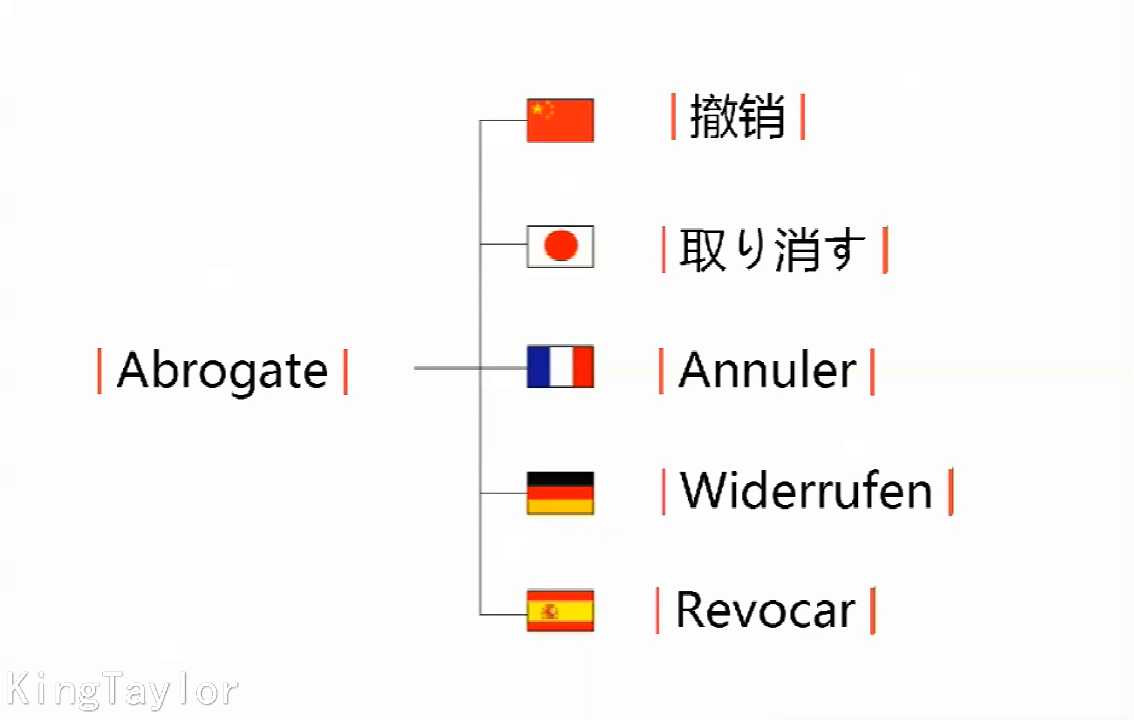 Abrogate
撤销
取り消す
Annuler
Widerrufen
Revocar
KingTaylor